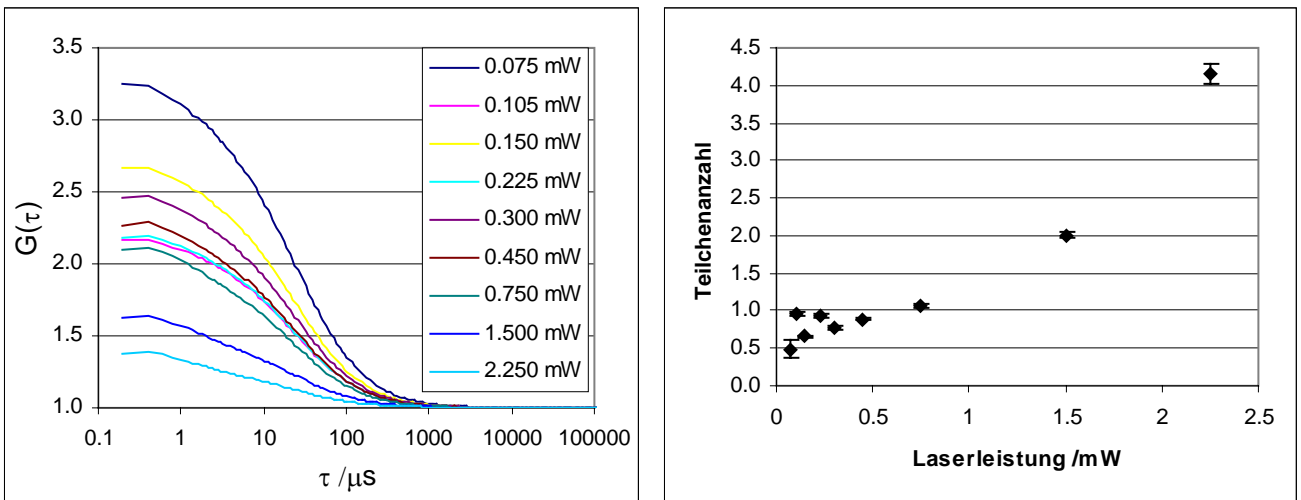 3.5
3.0
2.5
2.0
1.5
1.0
G(τ)
0.075 mW
0.105 mW
0.150 mW
0.225 mW
0.300 mW
0.450 mW
0.750 mW
1.500 mW
2.250 mW
0.1 1 10 100 1000 10000 100000
τ /μs
4.5
4.0
3.5
3.0
2.5
2.0
1.5
1.0
0.5
0.0
Teilchenanzahl
0 0.5 1 1.5 2 2.5
Laserleistung /mW